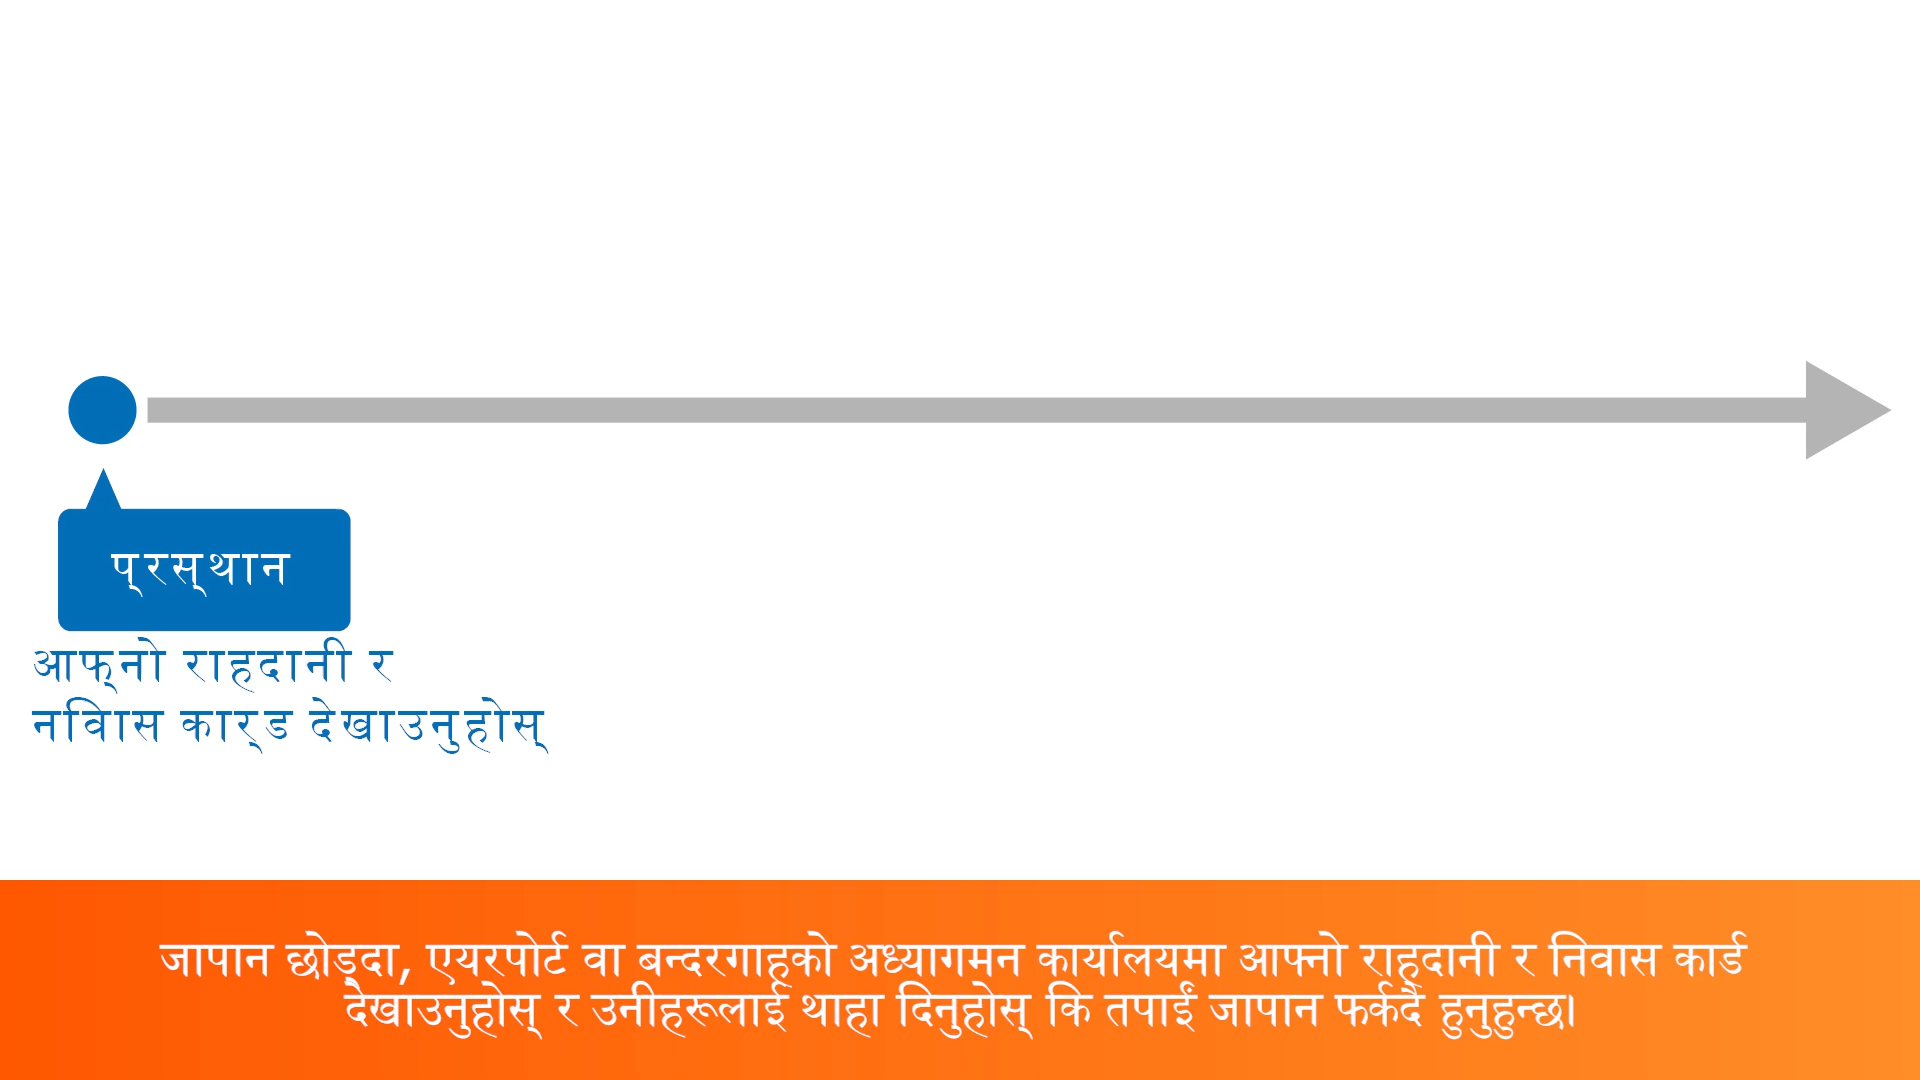 प्रस्थान
आफ्नो राहदानी र
निवास कार्ड देखाउनुहोस्
जापान छोड्दा, एयरपोर्ट वा बन्दरगाहको अध्यागमन कार्यालयमा आफ्नो राहदानी र निवास कार्ड
देखाउनुहोस् र उनीहरूलाई थाहा दिनुहोस् कि तपाईं जापान फर्कदै हुनुहुन्छ।